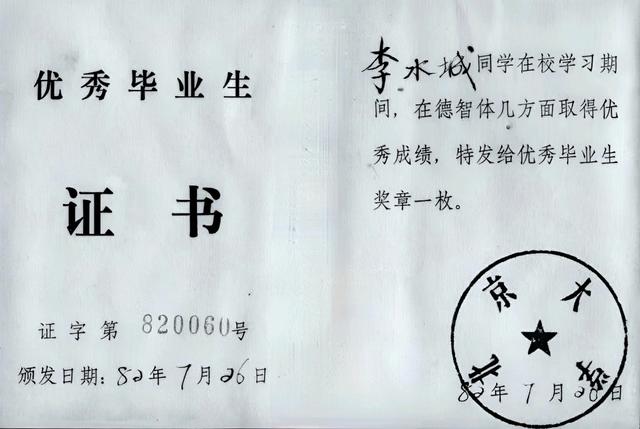 优秀毕业生
证书
证字第 820060号
颁发日期：82年7月26日
李水城同学在校学习期
间，在德智体几方面取得优
秀成绩，特发给优秀毕业生
奖章一枚。
北京大学
82年7月26日